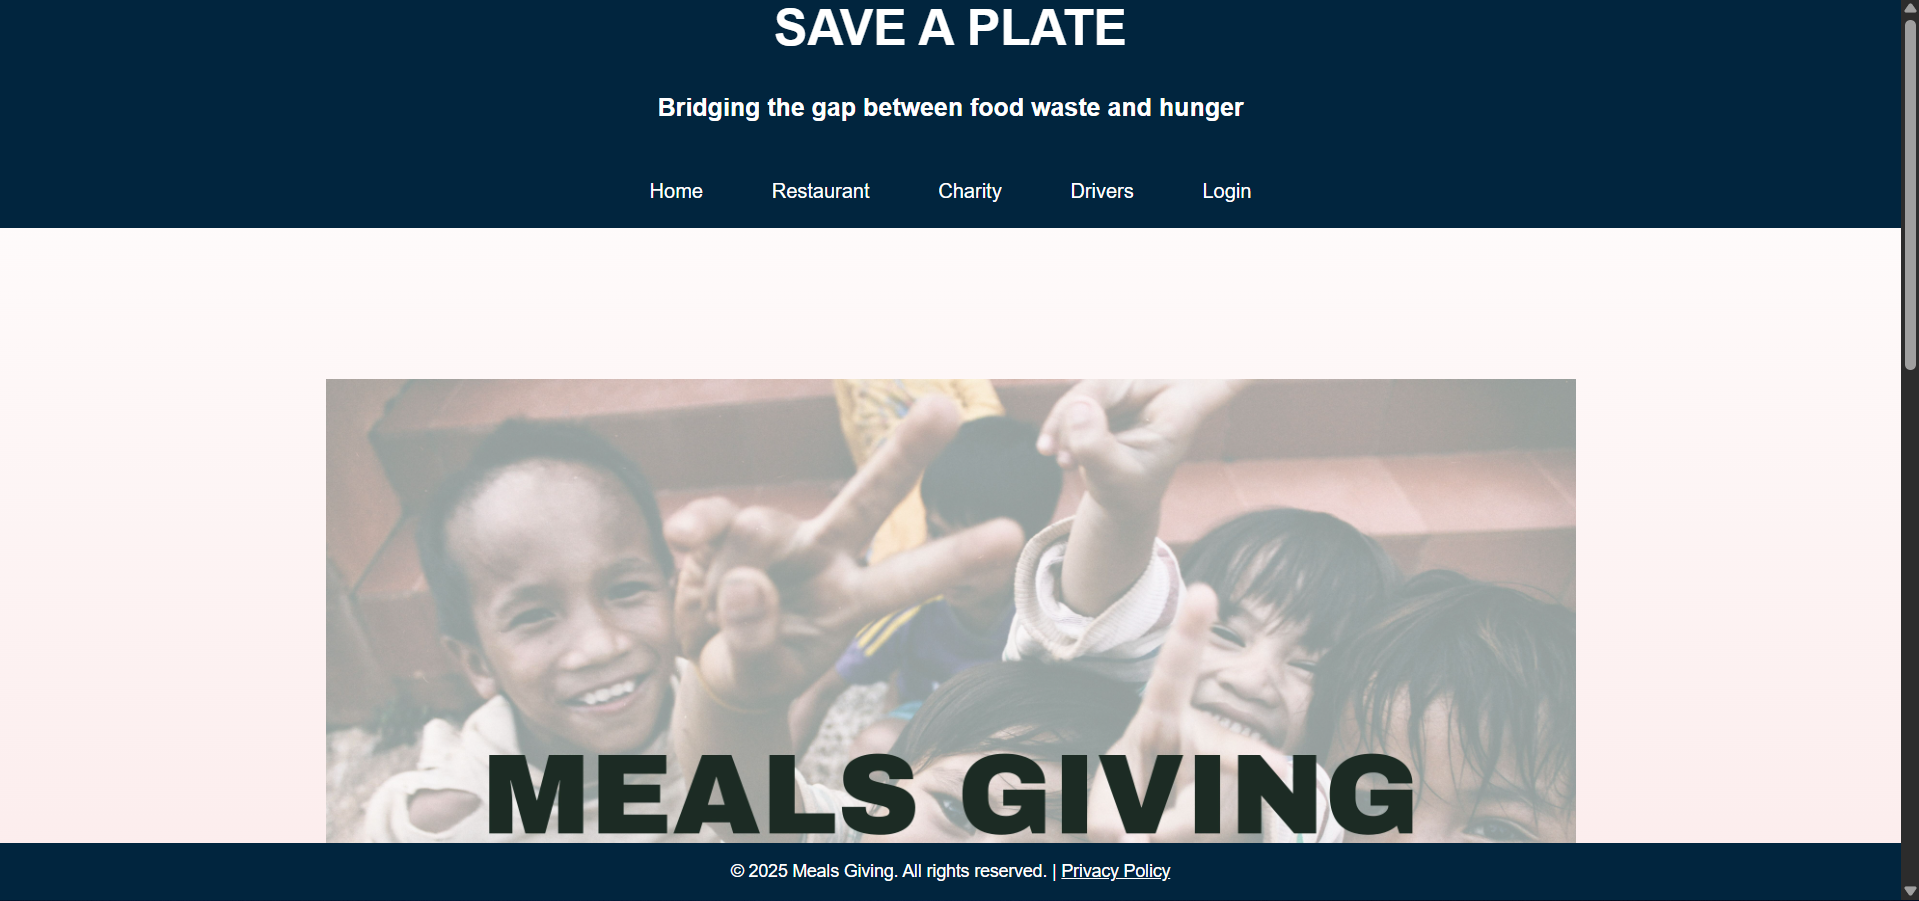 SAVE A PLATE
Bridging the gap between food waste and hunger
Home Restaurant Charity Drivers Login
MEALS GIVING
© 2025 Meals Giving. All rights reserved. | Privacy Policy